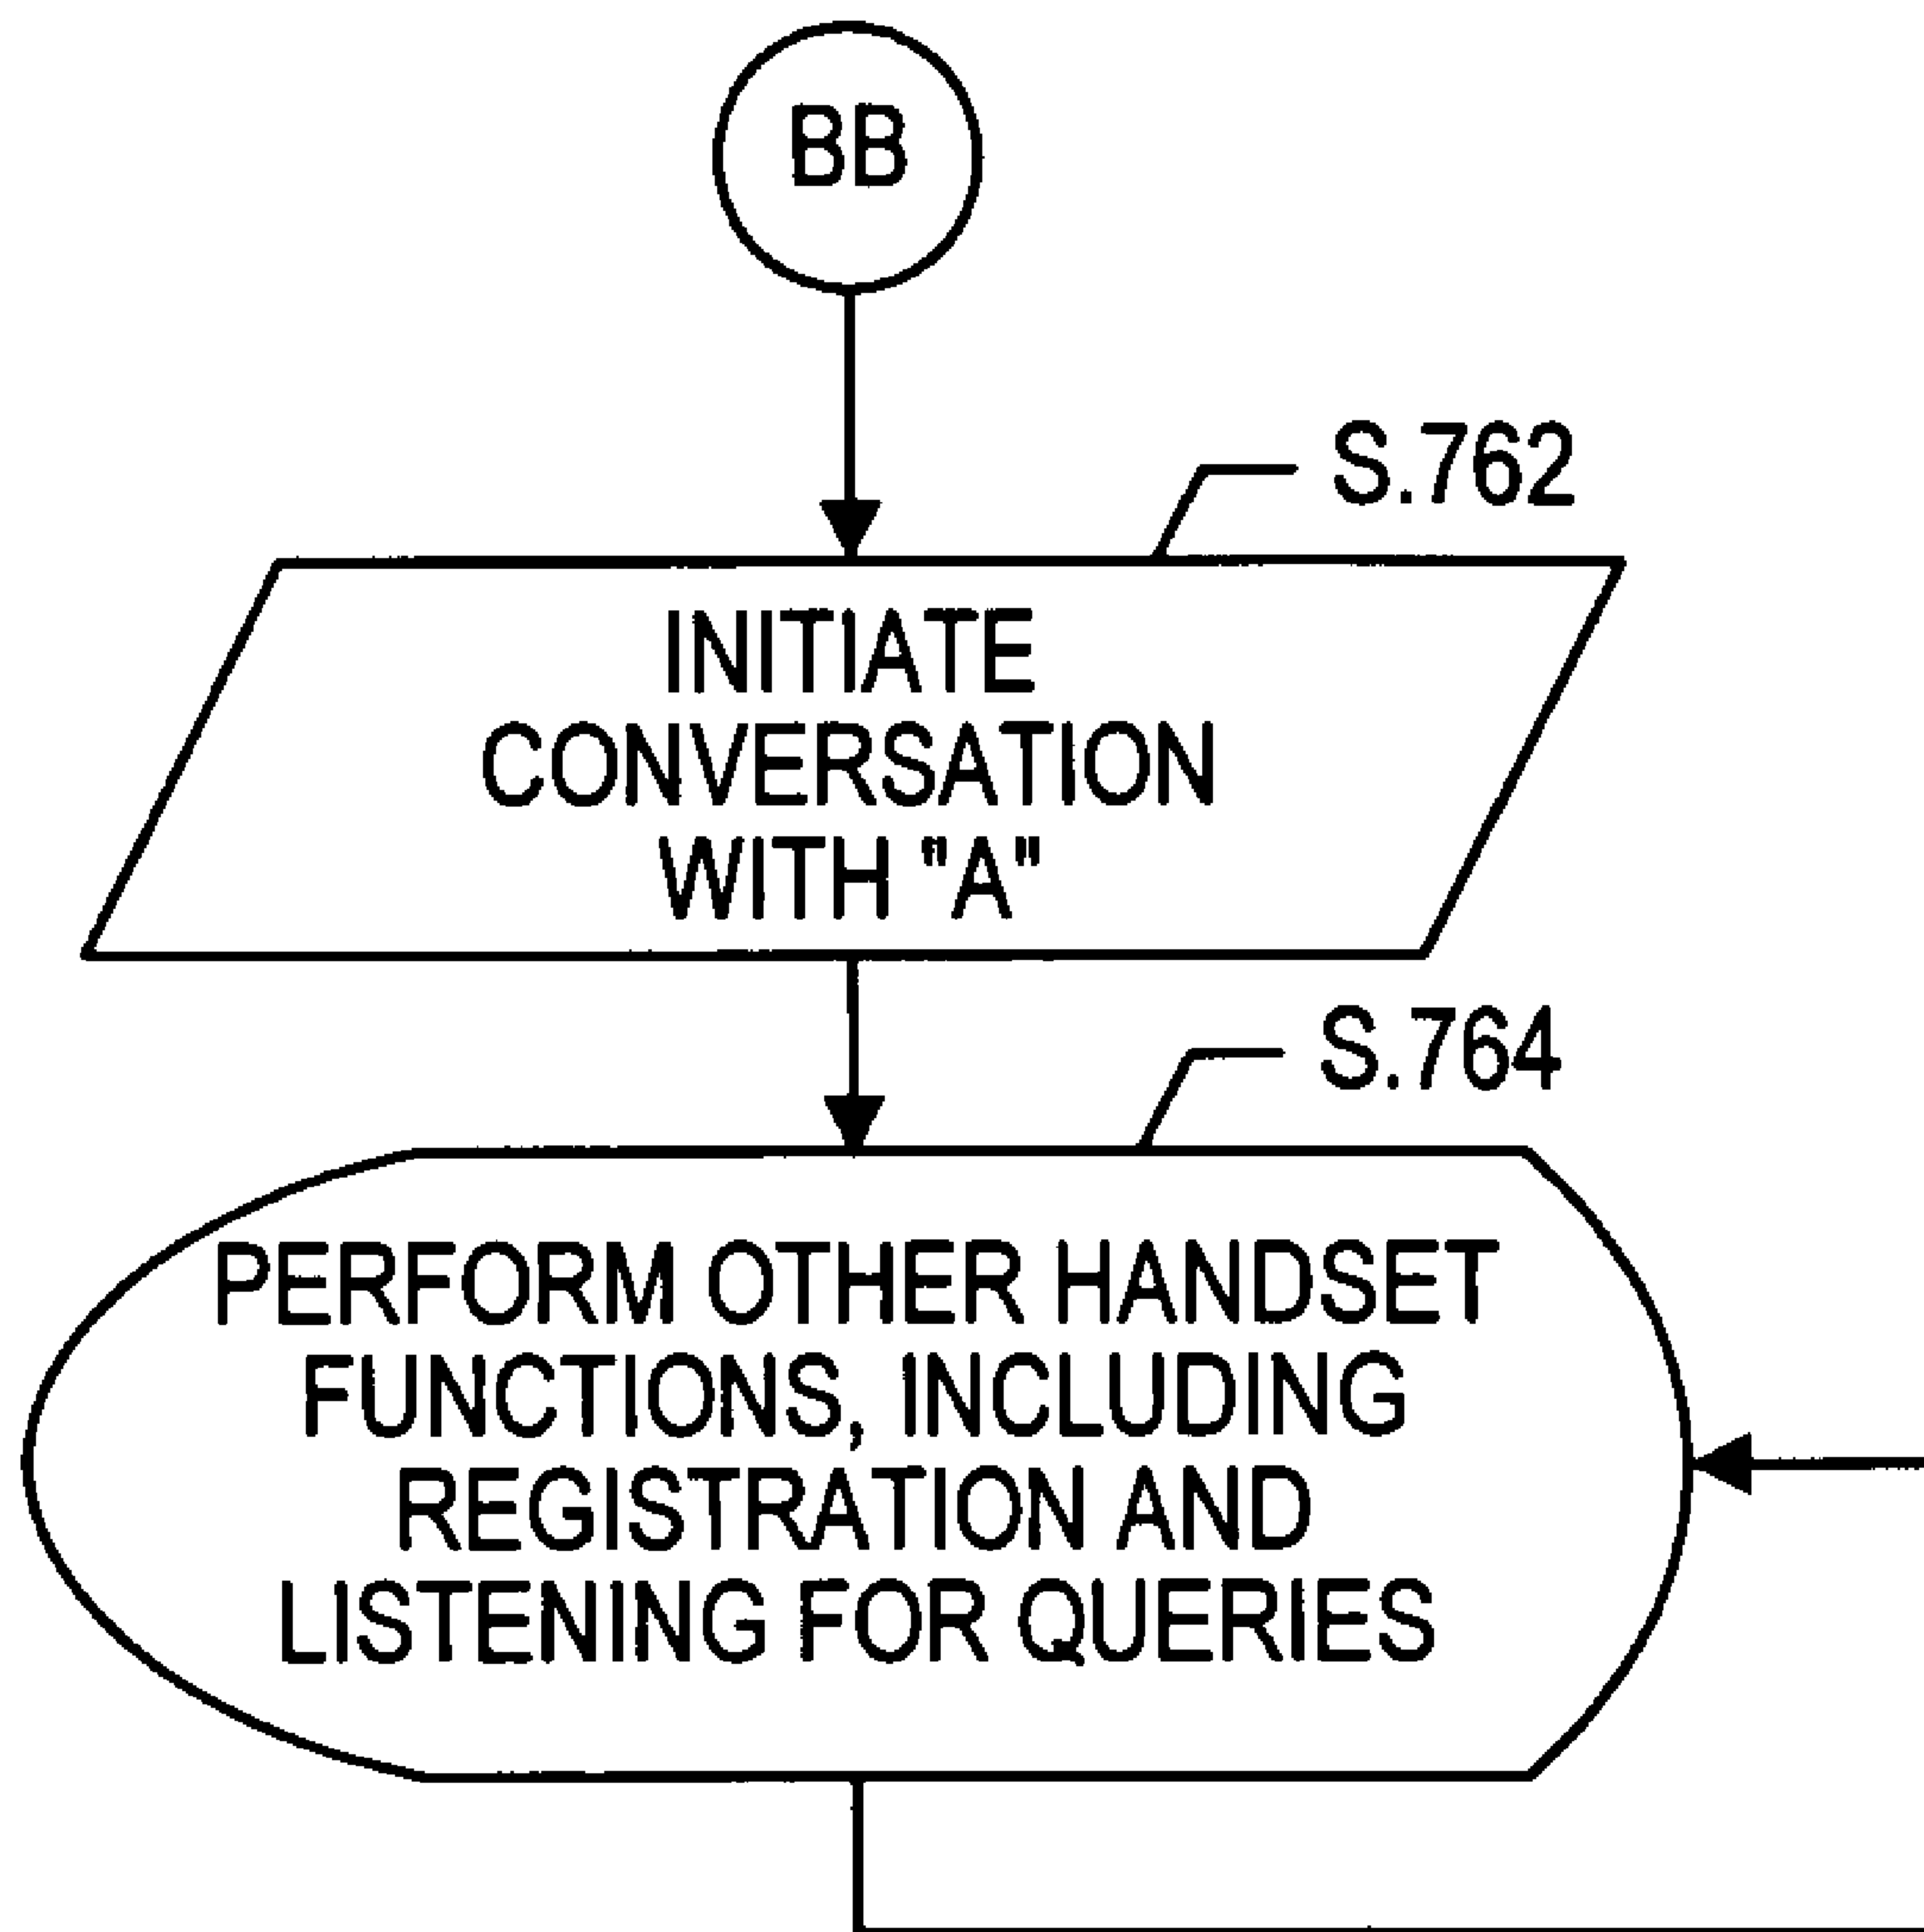 BB
S.762
INITIATE
CONVERSATION
WITH "A"
S.764
PERFORM OTHER HANDSET
FUNCTIONS, INCLUDING
REGISTRATION AND
LISTENING FOR QUERIES